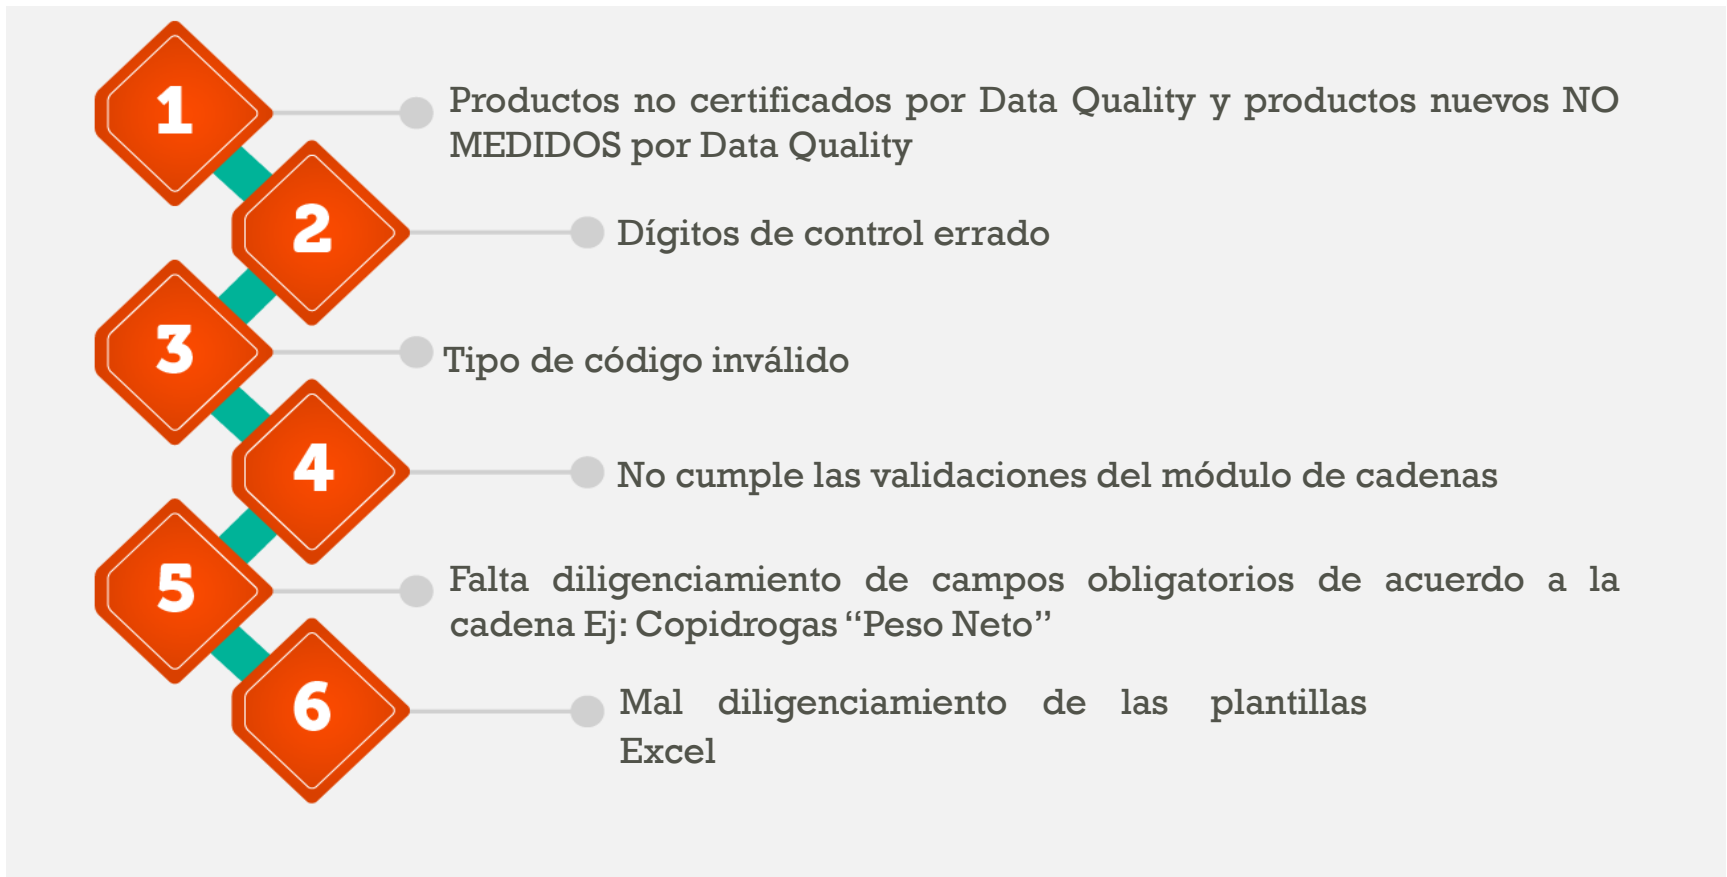 1
Productos no certificados por Data Quality y productos nuevos NO
MEDIDOS por Data Quality
2
Dígitos de control errado
3
Tipo de código inválido
4
No cumple las validaciones del módulo de cadenas
5
Falta diligenciamiento de campos obligatorios de acuerdo a la
cadena Ej: Copidrogas “Peso Neto”
6
Mal diligenciamiento de las plantillas
Excel